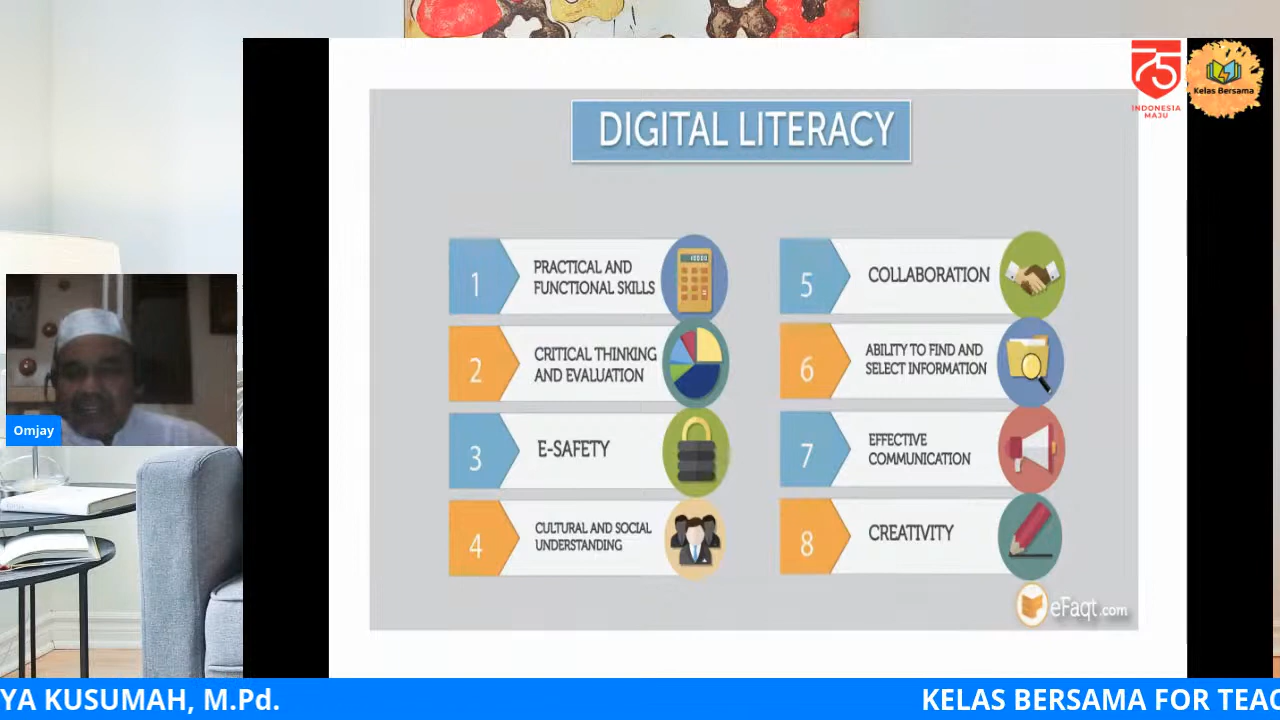 75
INDONESIA
MAJU
Kelas Bersama
DIGITAL LITERACY
1
PRACTICAL AND
FUNCTIONAL SKILLS
2
CRITICAL THINKING
AND EVALUATION
3
E-SAFETY
4
CULTURAL AND SOCIAL
UNDERSTANDING
5
COLLABORATION
6
ABILITY TO FIND AND
SELECT INFORMATION
7
EFFECTIVE
COMMUNICATION
8
CREATIVITY
eFaqt.com
Omjay
YA KUSUMAH, M.Pd.
KELAS BERSAMA FOR TEAC